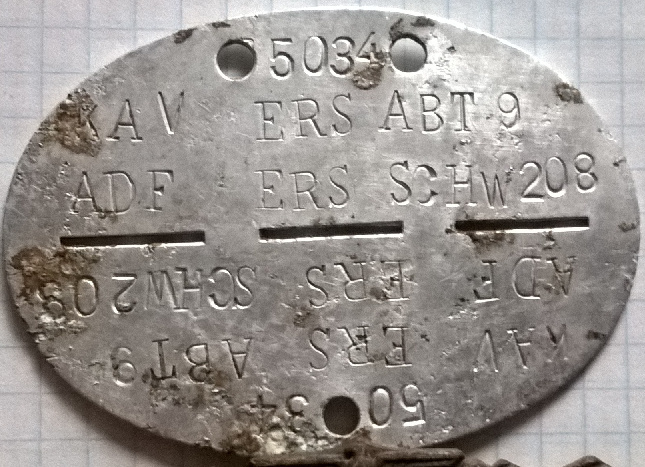 5034
KAV ERS ABT 9
ADF ERS SCHW 208
ADF ERS SCHW 208
KAV ERS ABT 9
5034